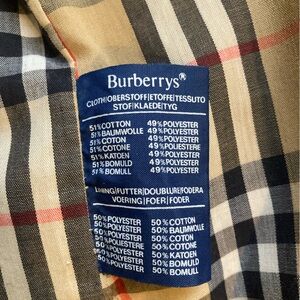 Burberrys®
CLOTH|OBERSTOFF|ETOFFE|TESSUTO
STOF|KLAEDE|TYG
51%COTTON 49%POLYESTER
51%BAUMWOLLE 49%POLYESTER
51%COTON 49%POLYESTER
51%COTONE 49%POLIESTERE
51%KATOEN 49%POLYESTER
51%BOMULD 49%POLYESTER
51%BOMULL 49%POLYESTER
LINING|FUTTER|DOUBLURE|FODERA
VOERING|FOER|FODER
50%POLYESTER 50%COTTON
50%POLYESTER 50%BAUMWOLLE
50%POLYESTER 50%COTON
50%POLIESTERE 50%COTONE
50%POLYESTER 50%KATOEN
50%POLYESTER 50%BOMULD
50%POLYESTER 50%BOMULL